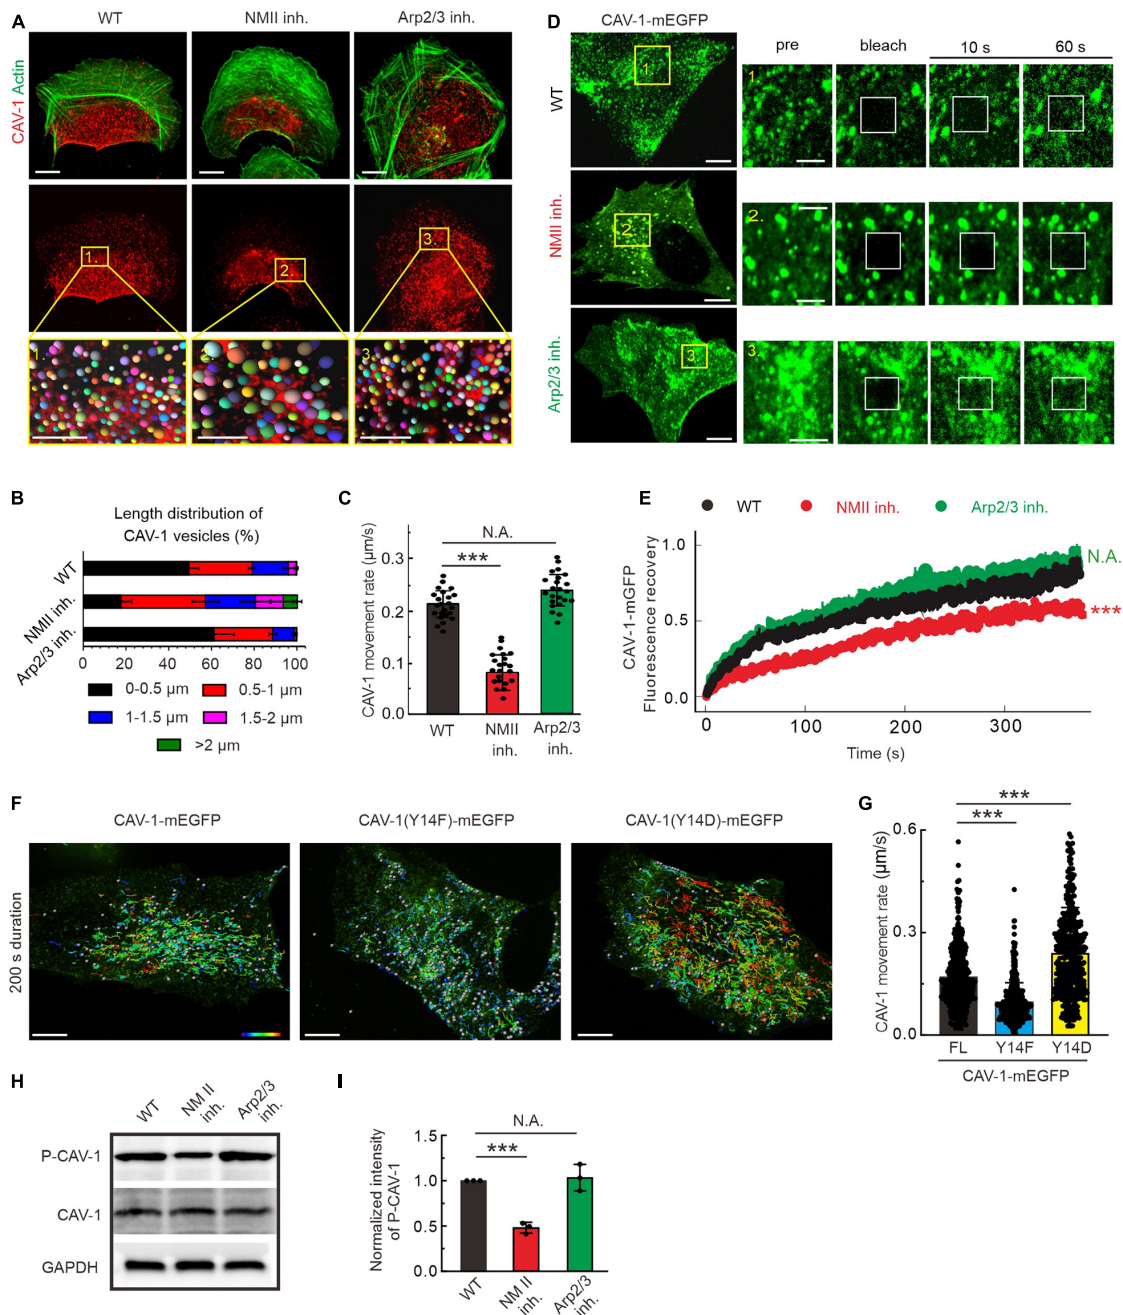 A
WT
NMII inh.
Arp2/3 inh.
CAV-1 Actin
1.
2.
3.
1.
2.
3.
D
CAV-1-mEGFP
pre
bleach
10 s
60 s
WT
1.
1.
NMII inh.
2.
2.
Arp2/3 inh.
3.
3.
B
Length distribution of
CAV-1 vesicles (%)
WT
NMII inh.
Arp2/3 inh.
0 20 40 60 80 100
0-0.5 µm
0.5-1 µm
1-1.5 µm
1.5-2 µm
>2 µm
C
N.A.
***
CAV-1 movement rate (µm/s)
0.3
0.2
0.1
0.0
WT
NMII
inh.
Arp2/3
inh.
E
WT
NMII inh.
Arp2/3 inh.
CAV-1-mGFP
Fluorescence recovery
1.0
0.5
0.0
N.A.
***
0 100 200 300
Time (s)
F
CAV-1-mEGFP
CAV-1(Y14F)-mEGFP
CAV-1(Y14D)-mEGFP
200 s duration
G
***
***
CAV-1 movement rate (µm/s)
0.6
0.3
0.0
FL
Y14F
Y14D
CAV-1-mEGFP
H
WT
NM II
inh.
Arp2/3
inh.
P-CAV-1
CAV-1
GAPDH
I
N.A.
***
Normalized intensity
of P-CAV-1
1.5
1.0
0.5
0.0
WT
NM II
inh.
Arp2/3
inh.